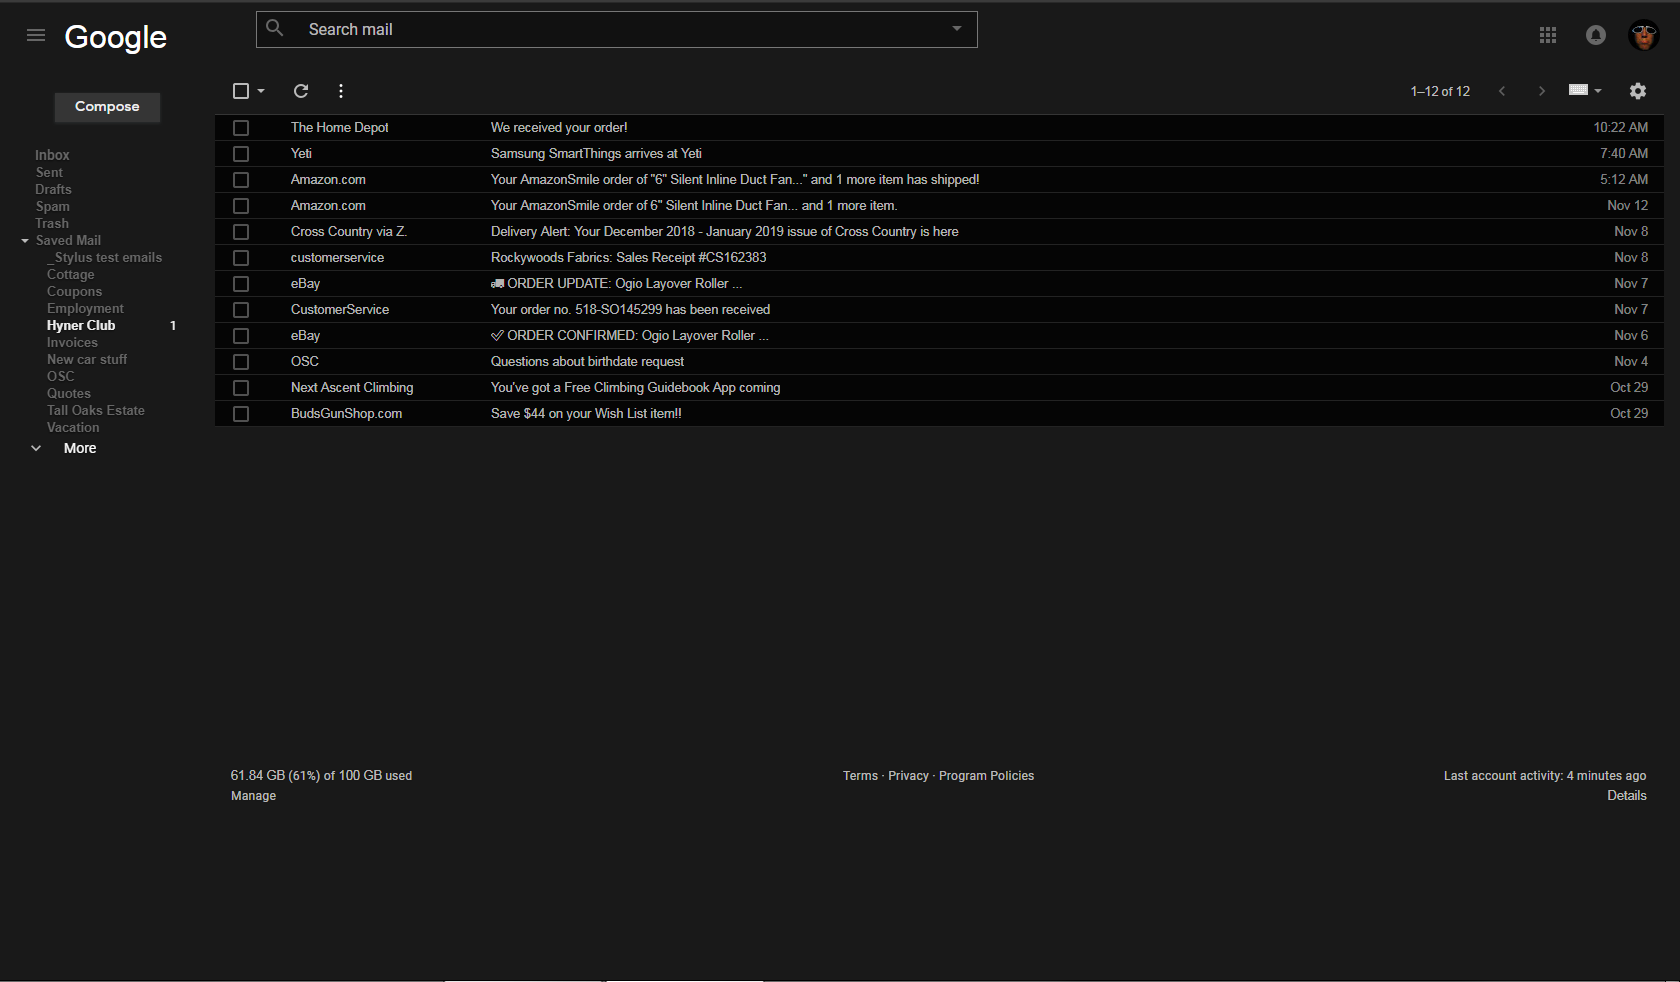 Google
Search mail
Compose
1–12 of 12
Inbox
Sent
Drafts
Spam
Trash
Saved Mail
_Stylus test emails
Cottage
Coupons
Employment
Hyner Club 1
Invoices
New car stuff
OSC
Quotes
Tall Oaks Estate
Vacation
More
The Home Depot We received your order! 10:22 AM
Yeti Samsung SmartThings arrives at Yeti 7:40 AM
Amazon.com Your AmazonSmile order of "6" Silent Inline Duct Fan..." and 1 more item has shipped! 5:12 AM
Amazon.com Your AmazonSmile order of 6" Silent Inline Duct Fan... and 1 more item. Nov 12
Cross Country via Z. Delivery Alert: Your December 2018 - January 2019 issue of Cross Country is here Nov 8
customerservice Rockywoods Fabrics: Sales Receipt #CS162383 Nov 8
eBay 🚚 ORDER UPDATE: Ogio Layover Roller ... Nov 7
CustomerService Your order no. 518-SO145299 has been received Nov 7
eBay ✅ ORDER CONFIRMED: Ogio Layover Roller ... Nov 6
OSC Questions about birthdate request Nov 4
Next Ascent Climbing You've got a Free Climbing Guidebook App coming Oct 29
BudsGunShop.com Save $44 on your Wish List item!! Oct 29
61.84 GB (61%) of 100 GB used
Manage
Terms · Privacy · Program Policies
Last account activity: 4 minutes ago
Details